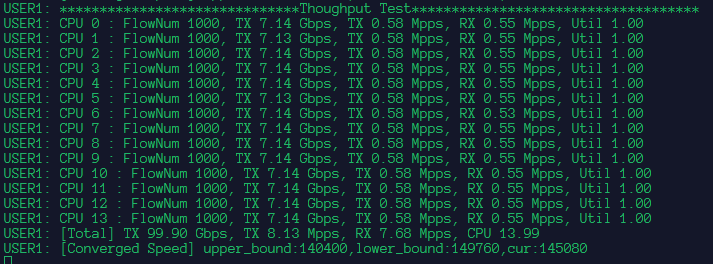 USER1: ******************************Thoughput Test************************************
USER1: CPU 0 : FlowNum 1000, TX 7.14 Gbps, TX 0.58 Mpps, RX 0.55 Mpps, Util 1.00
USER1: CPU 1 : FlowNum 1000, TX 7.13 Gbps, TX 0.58 Mpps, RX 0.55 Mpps, Util 1.00
USER1: CPU 2 : FlowNum 1000, TX 7.14 Gbps, TX 0.58 Mpps, RX 0.55 Mpps, Util 1.00
USER1: CPU 3 : FlowNum 1000, TX 7.14 Gbps, TX 0.58 Mpps, RX 0.55 Mpps, Util 1.00
USER1: CPU 4 : FlowNum 1000, TX 7.14 Gbps, TX 0.58 Mpps, RX 0.55 Mpps, Util 1.00
USER1: CPU 5 : FlowNum 1000, TX 7.13 Gbps, TX 0.58 Mpps, RX 0.55 Mpps, Util 1.00
USER1: CPU 6 : FlowNum 1000, TX 7.14 Gbps, TX 0.58 Mpps, RX 0.53 Mpps, Util 1.00
USER1: CPU 7 : FlowNum 1000, TX 7.14 Gbps, TX 0.58 Mpps, RX 0.55 Mpps, Util 1.00
USER1: CPU 8 : FlowNum 1000, TX 7.14 Gbps, TX 0.58 Mpps, RX 0.55 Mpps, Util 1.00
USER1: CPU 9 : FlowNum 1000, TX 7.14 Gbps, TX 0.58 Mpps, RX 0.55 Mpps, Util 1.00
USER1: CPU 10 : FlowNum 1000, TX 7.14 Gbps, TX 0.58 Mpps, RX 0.55 Mpps, Util 1.00
USER1: CPU 11 : FlowNum 1000, TX 7.14 Gbps, TX 0.58 Mpps, RX 0.55 Mpps, Util 1.00
USER1: CPU 12 : FlowNum 1000, TX 7.14 Gbps, TX 0.58 Mpps, RX 0.55 Mpps, Util 1.00
USER1: CPU 13 : FlowNum 1000, TX 7.14 Gbps, TX 0.58 Mpps, RX 0.55 Mpps, Util 1.00
USER1: [Total] TX 99.90 Gbps, TX 8.13 Mpps, RX 7.68 Mpps, CPU 13.99
USER1: [Converged Speed] upper_bound:140400,lower_bound:149760,cur:145080